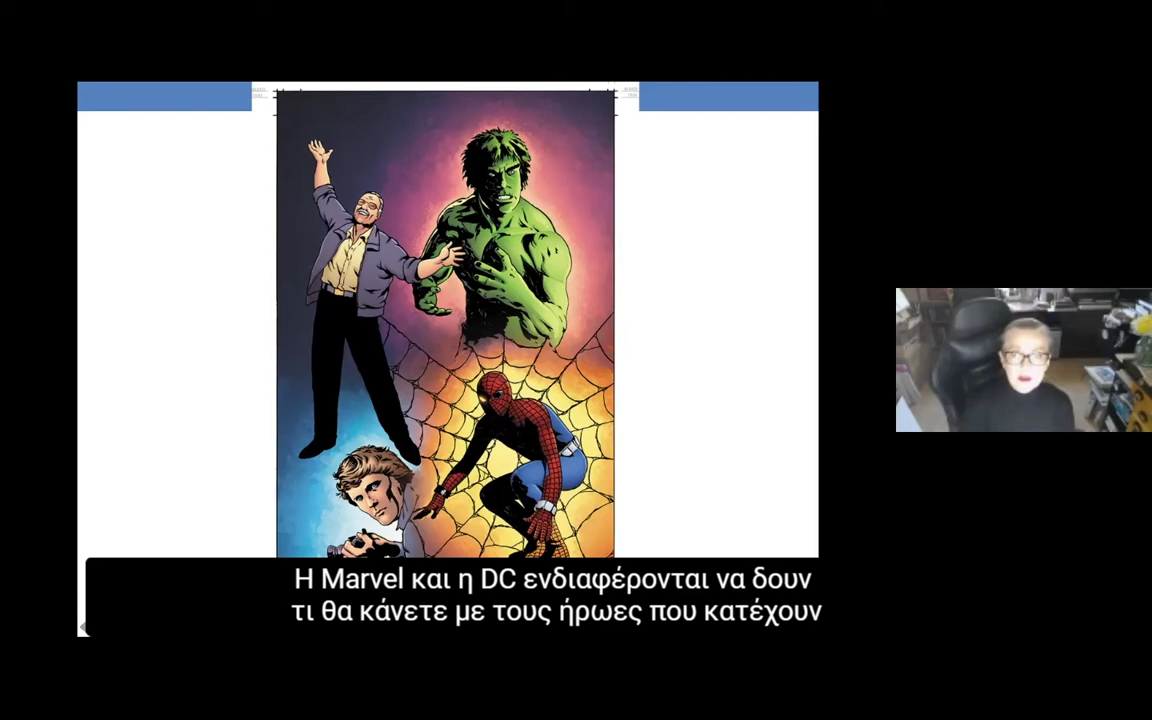 Η Marvel και η DC ενδιαφέρονται να δουν
τι θα κάνετε με τους ήρωες που κατέχουν